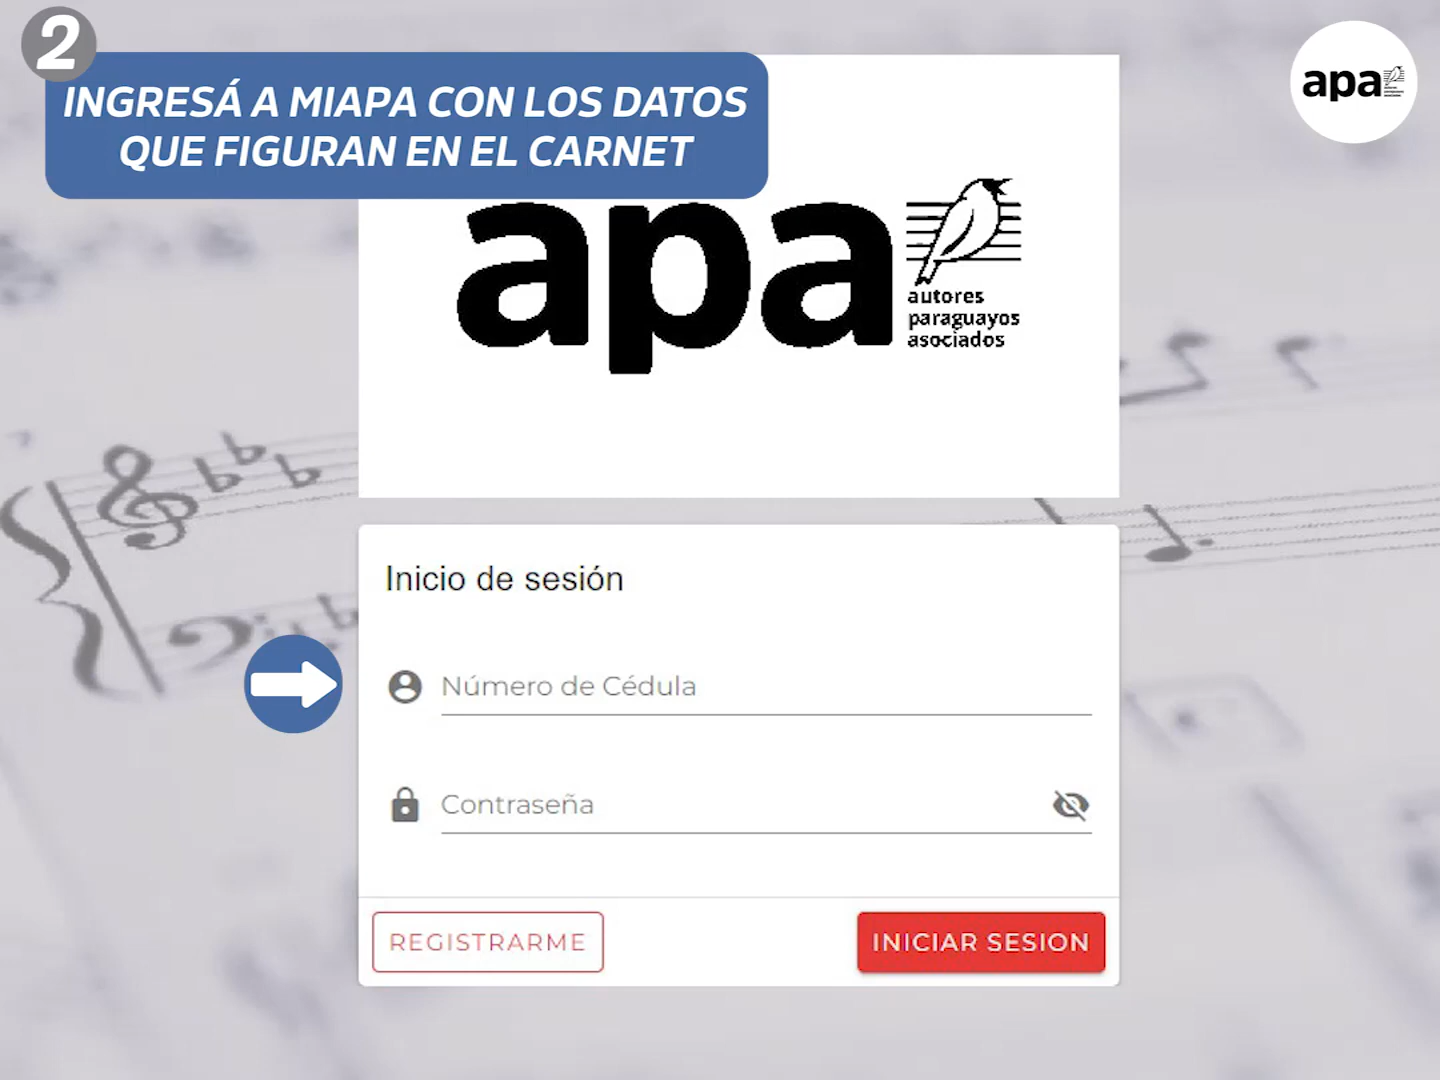 2
INGRESÁ A MIAPA CON LOS DATOS
QUE FIGURAN EN EL CARNET
apa
apa
autores
paraguayos
asociados
Inicio de sesión
Número de Cédula
Contraseña
REGISTRARME
INICIAR SESION